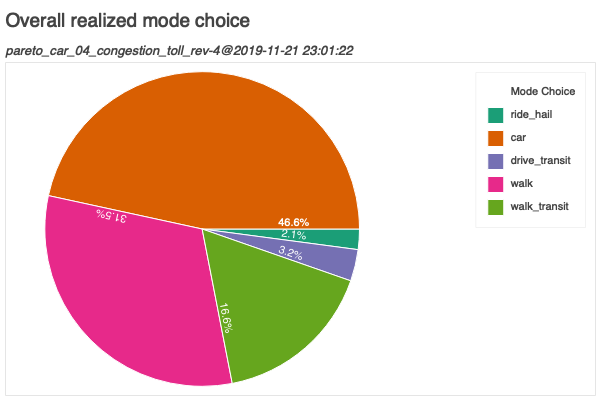 Overall realized mode choice
pareto_car_04_congestion_toll_rev-4@2019-11-21 23:01:22
Mode Choice
ride_hail
car
drive_transit
walk
walk_transit
46.6%
2.1%
3.2%
31.5%
16.6%